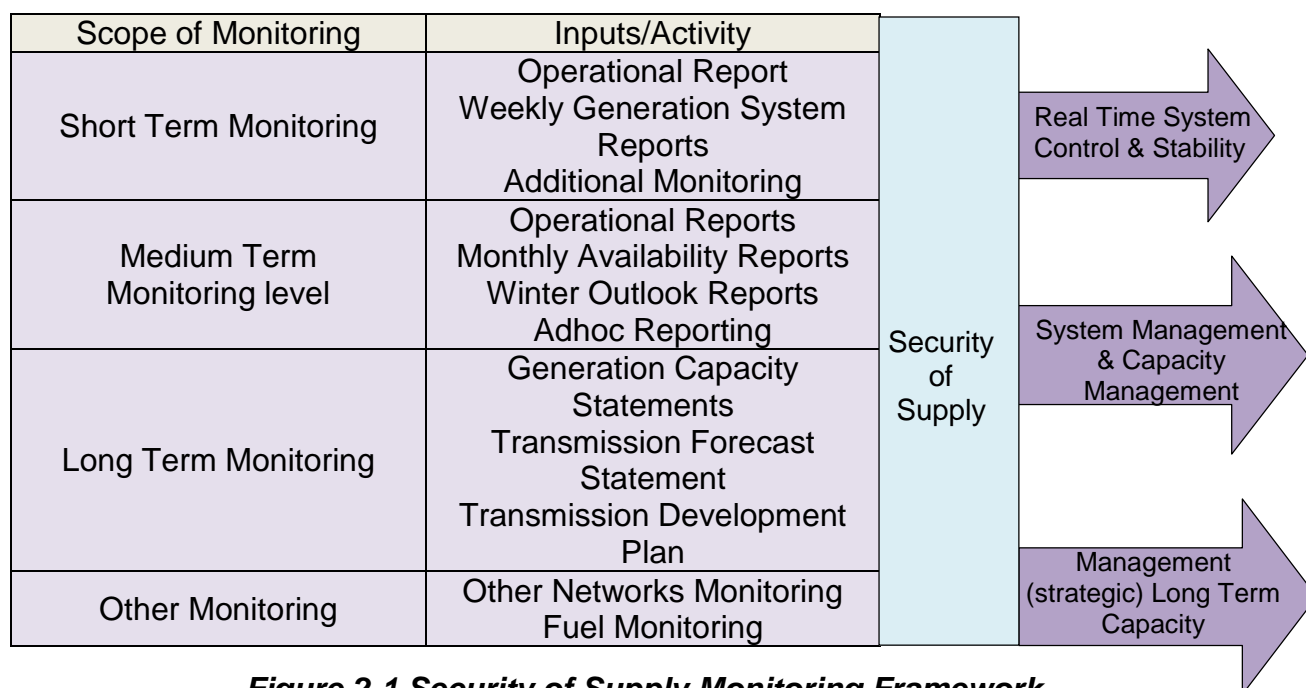 Scope of Monitoring
Inputs/Activity
Short Term Monitoring
Operational Report
Weekly Generation System
Reports
Additional Monitoring
Medium Term
Monitoring level
Operational Reports
Monthly Availability Reports
Winter Outlook Reports
Adhoc Reporting
Long Term Monitoring
Generation Capacity
Statements
Transmission Forecast
Statement
Transmission Development
Plan
Other Monitoring
Other Networks Monitoring
Fuel Monitoring
Security
of
Supply
Real Time System
Control & Stability
System Management
& Capacity
Management
Management
(strategic) Long Term
Capacity
Figure 2-1 Security of Supply Monitoring Framework